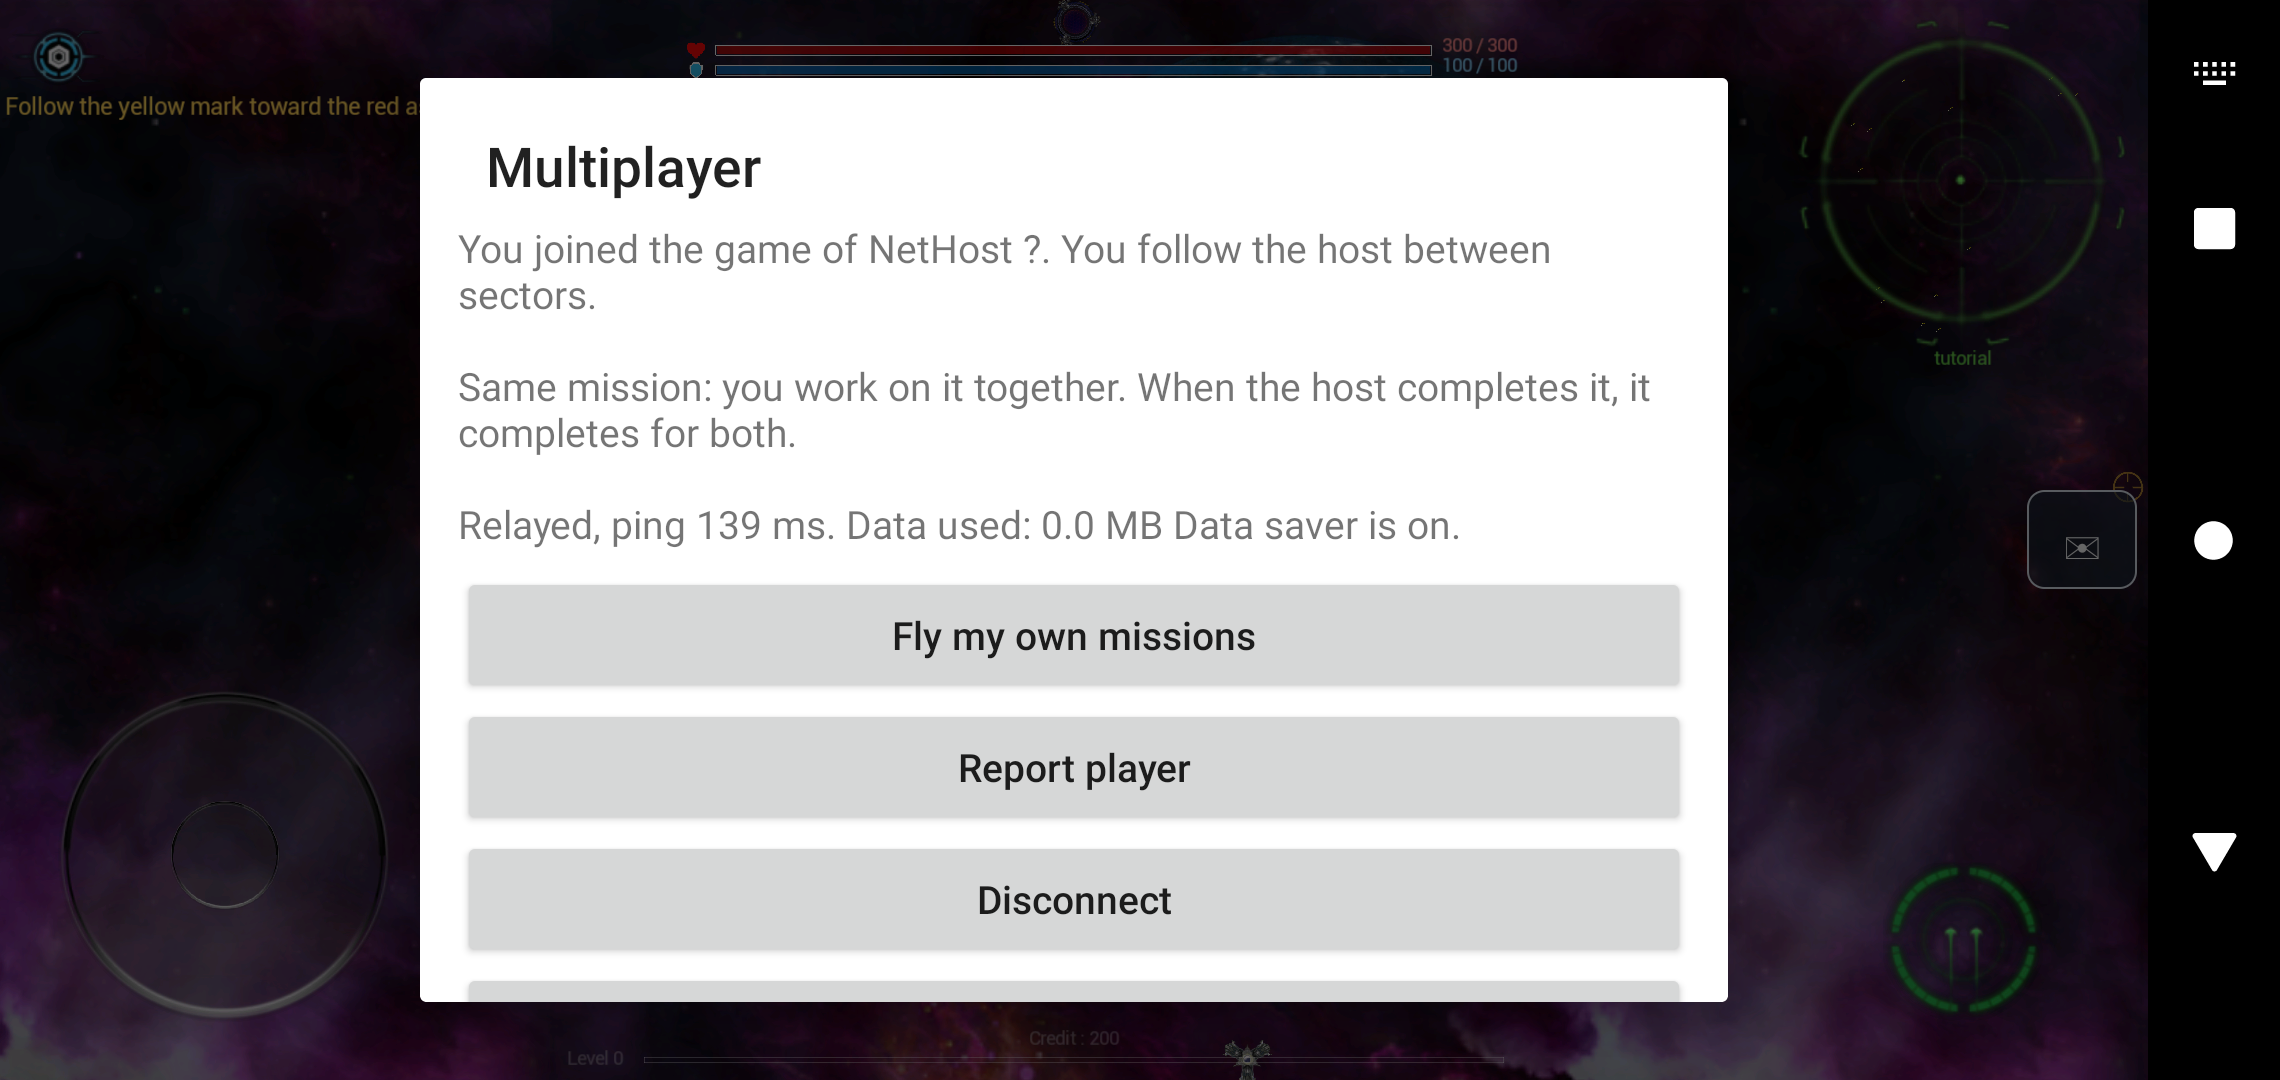 300 / 300
100 / 100
Follow the yellow mark toward the red a
Multiplayer
You joined the game of NetHost ?. You follow the host between
sectors.
Same mission: you work on it together. When the host completes it, it
completes for both.
Relayed, ping 139 ms. Data used: 0.0 MB Data saver is on.
tutorial
Fly my own missions
Report player
Disconnect
Credit : 200
Level 0